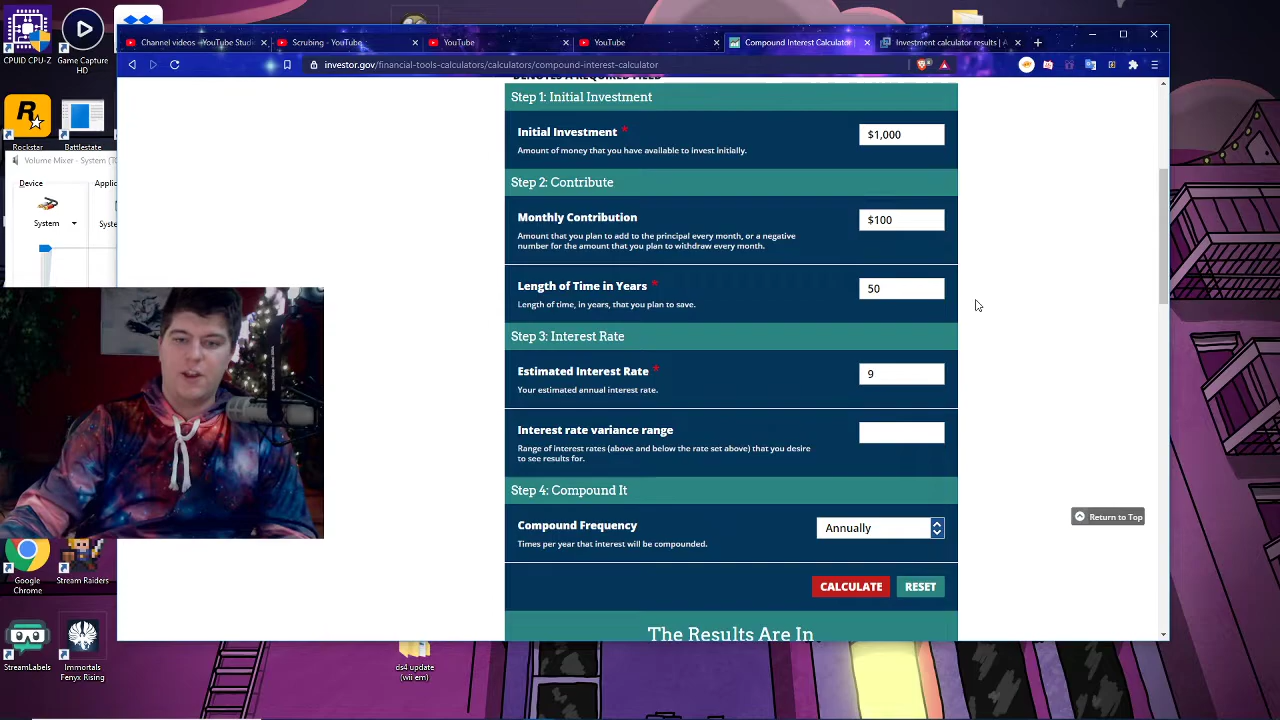 CPUID CPU-Z
Game Capture
HD
Rockstar
Battlestate
Volume Mixer - System (T
Device
Applic
System
Syste
Google
Chrome
Stream Raiders
StreamLabels
Immortals
Fenyx Rising
ds4 update
(wii em)
Channel videos - YouTube Stud
Scrubing - YouTube
YouTube
YouTube
Compound Interest Calculator |
Investment calculator results | A
investor.gov/financial-tools-calculators/calculators/compound-interest-calculator
DENOTES A REQUIRED FIELD
Step 1: Initial Investment
Initial Investment *
$1,000
Amount of money that you have available to invest initially.
Step 2: Contribute
Monthly Contribution
$100
Amount that you plan to add to the principal every month, or a negative
number for the amount that you plan to withdraw every month.
Length of Time in Years *
50
Length of time, in years, that you plan to save.
Step 3: Interest Rate
Estimated Interest Rate *
9
Your estimated annual interest rate.
Interest rate variance range
Range of interest rates (above and below the rate set above) that you desire
to see results for.
Step 4: Compound It
Compound Frequency
Annually
Times per year that interest will be compounded.
CALCULATE
RESET
Return to Top
The Results Are In